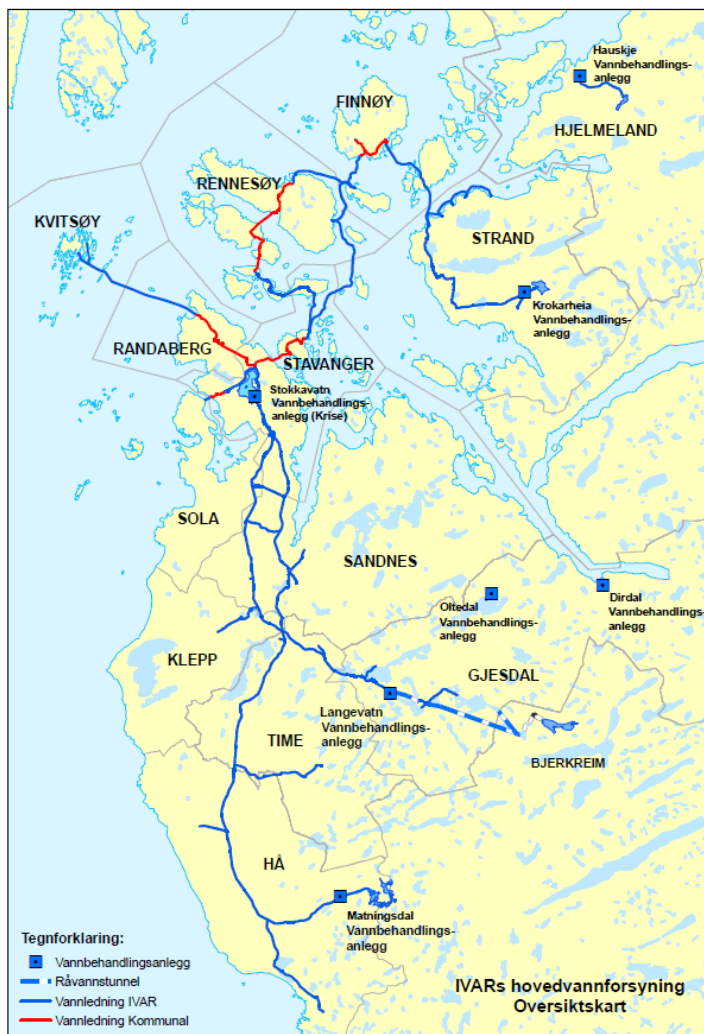 Hauskje
Vannbehandlings-
anlegg
FINNØY
HJELMELAND
RENNESØY
KVITSØY
STRAND
Krokarheia
Vannbehandlings-
anlegg
RANDABERG
STAVANGER
Stokkavatn
Vannbehandlings-
anlegg (Krise)
SOLA
SANDNES
Oltedal
Vannbehandlings-
anlegg
Dirdal
Vannbehandlings-
anlegg
KLEPP
GJESDAL
Langevatn
Vannbehandlings-
anlegg
TIME
BJERKREIM
HÅ
Matningsdal
Vannbehandlings-
anlegg
Tegnforklaring:
Vannbehandlingsanlegg
Råvannstunnel
Vannledning IVAR
Vannledning Kommunal
IVARs hovedvannforsyning
Oversiktskart